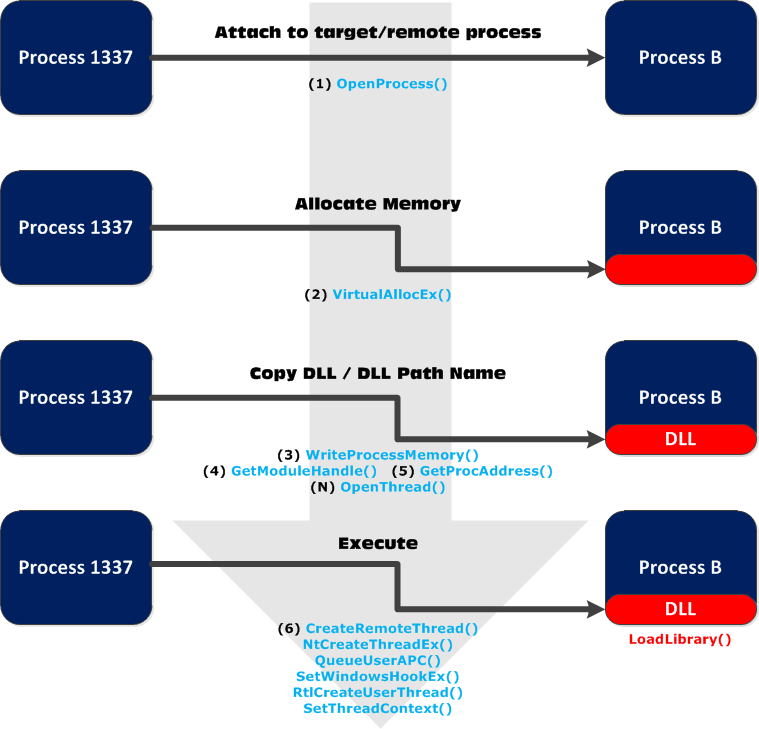 Attach to target/remote process
Process 1337
Process B
(1) OpenProcess()
Allocate Memory
Process 1337
Process B
(2) VirtualAllocEx()
Copy DLL / DLL Path Name
Process 1337
Process B
DLL
(3) WriteProcessMemory()
(4) GetModuleHandle() (5) GetProcAddress()
(N) OpenThread()
Execute
Process 1337
Process B
DLL
(6) CreateRemoteThread()
LoadLibrary()
NtCreateThreadEx()
QueueUserAPC()
SetWindowsHookEx()
RtlCreateUserThread()
SetThreadContext()